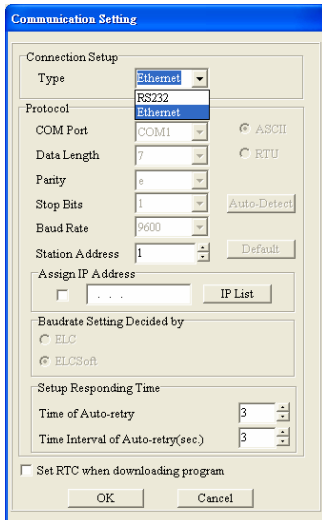 Communication Setting
Connection Setup
Type Ethernet
RS232
Ethernet
Protocol
COM Port COM1 ASCII
Data Length 7 RTU
Parity e
Stop Bits 1 Auto-Detect
Baud Rate 9600
Station Address 1 Default
Assign IP Address
. . . IP List
Baudrate Setting Decided by
ELC
ELCSoft
Setup Responding Time
Time of Auto-retry 3
Time Interval of Auto-retry(sec.) 3
Set RTC when downloading program
OK Cancel